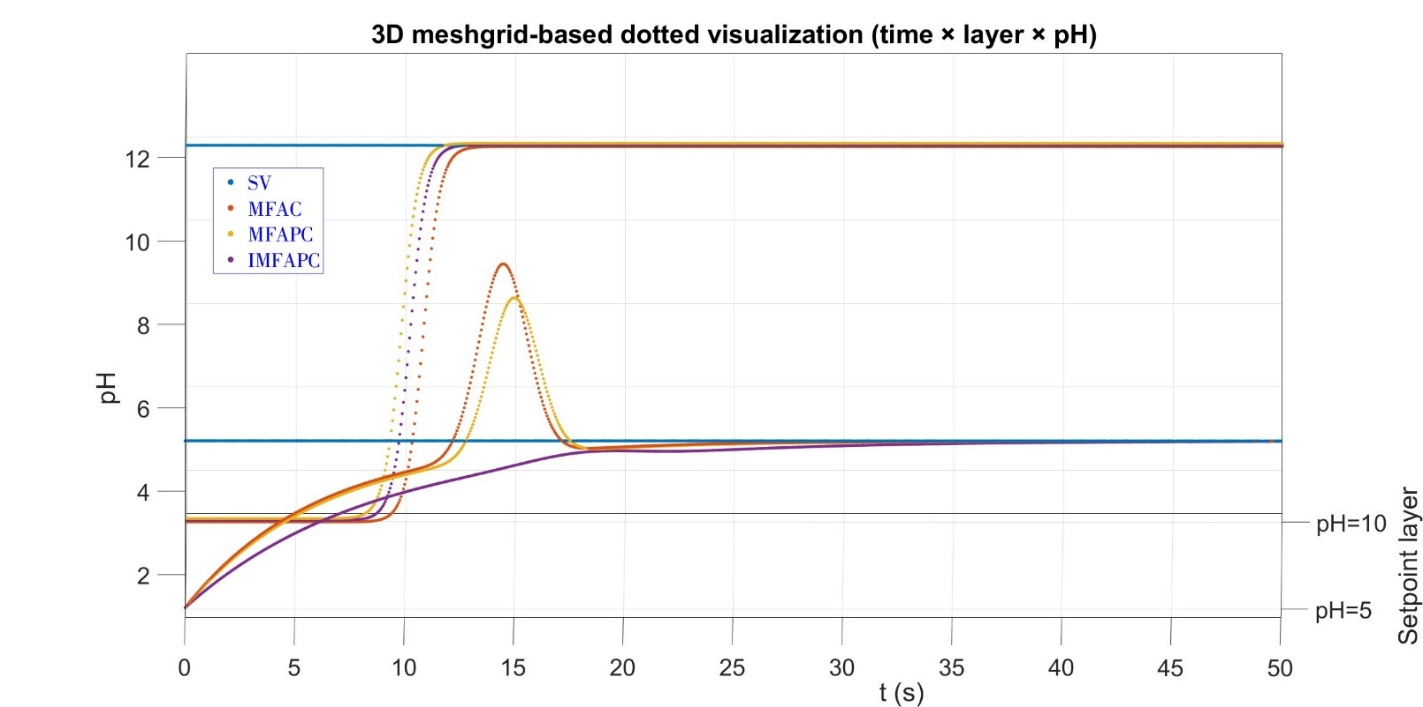 3D meshgrid-based dotted visualization (time × layer × pH)
12
10
8
6
4
2
pH
SV
MFAC
MFAPC
IMFAPC
pH=10
pH=5
Setpoint layer
0 5 10 15 20 25 30 35 40 45 50
t (s)